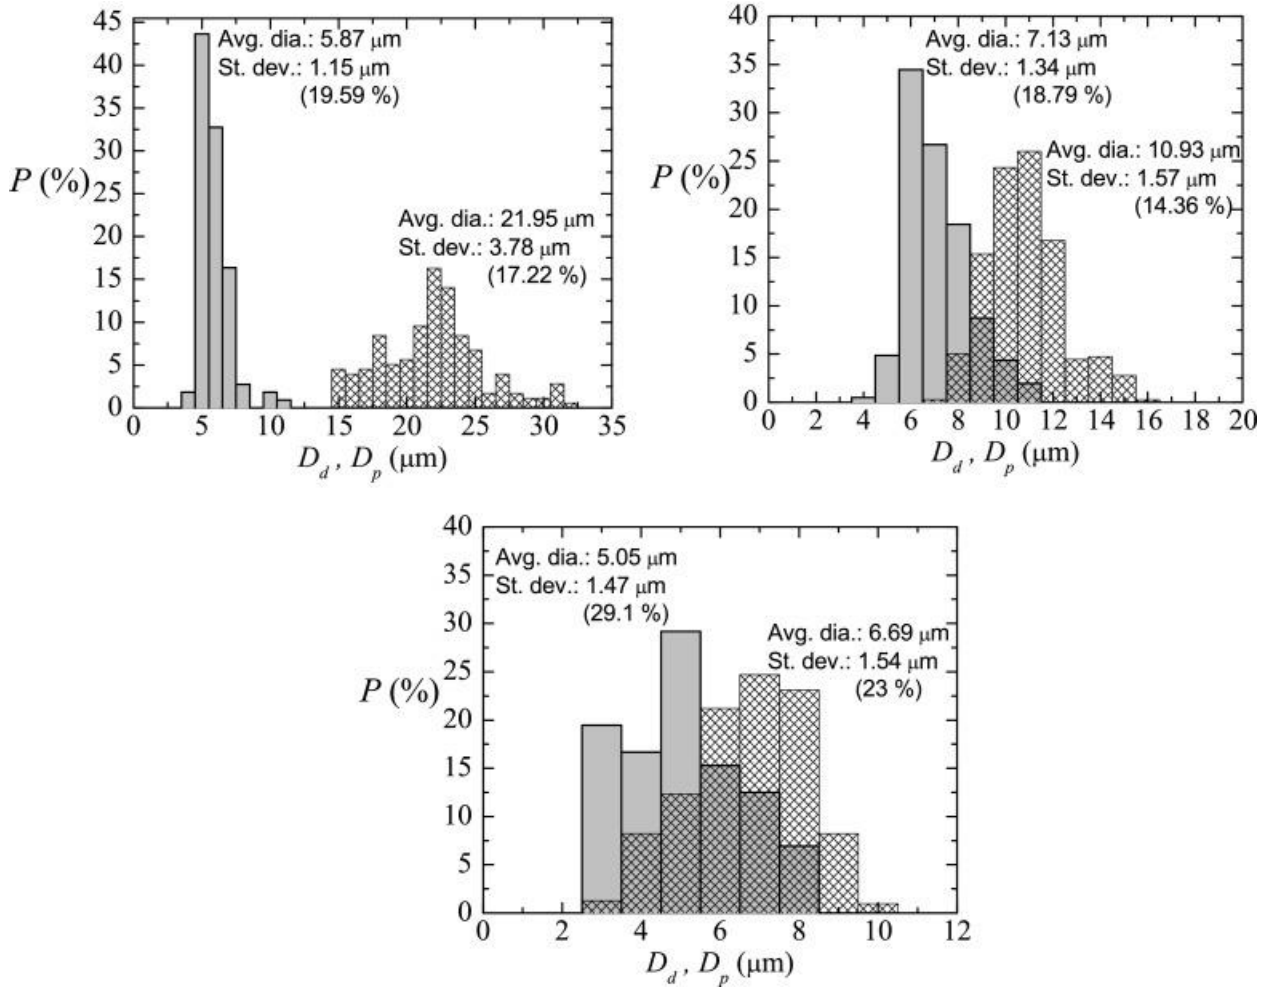 45
40
35
30
25
20
15
10
5
0
P (%)
Avg. dia.: 5.87 μm
St. dev.: 1.15 μm
(19.59 %)
Avg. dia.: 21.95 μm
St. dev.: 3.78 μm
(17.22 %)
0 5 10 15 20 25 30 35
D_d , D_p (μm)
40
35
30
25
20
15
10
5
0
P (%)
Avg. dia.: 7.13 μm
St. dev.: 1.34 μm
(18.79 %)
Avg. dia.: 10.93 μm
St. dev.: 1.57 μm
(14.36 %)
0 2 4 6 8 10 12 14 16 18 20
D_d , D_p (μm)
40
35
30
25
20
15
10
5
0
P (%)
Avg. dia.: 5.05 μm
St. dev.: 1.47 μm
(29.1 %)
Avg. dia.: 6.69 μm
St. dev.: 1.54 μm
(23 %)
0 2 4 6 8 10 12
D_d , D_p (μm)